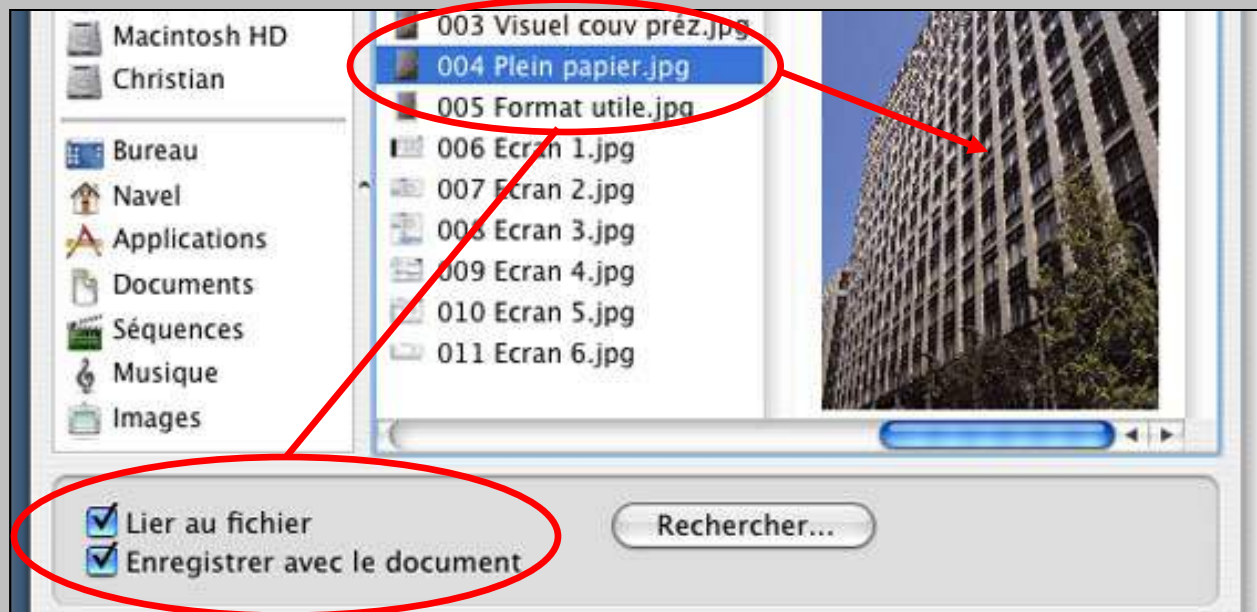 Macintosh HD
Christian
Bureau
Navel
Applications
Documents
Séquences
Musique
Images
003 Visuel couv préz.jpg
004 Plein papier.jpg
005 Format utile.jpg
006 Ecran 1.jpg
007 Ecran 2.jpg
008 Ecran 3.jpg
009 Ecran 4.jpg
010 Ecran 5.jpg
011 Ecran 6.jpg
Lier au fichier
Enregistrer avec le document
Rechercher...